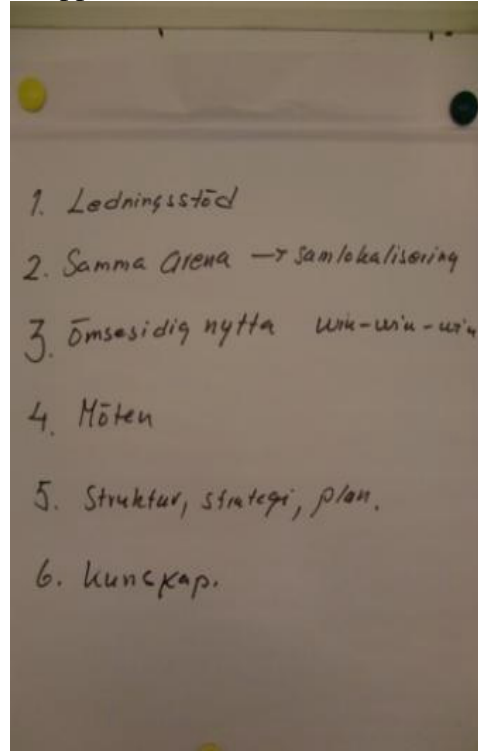 1. Ledningsstöd
2. Samma arena → samlokalisering
3. Ömsesidig nytta win-win-win
4. Möten
5. Struktur, strategi, plan.
6. Kunskap.